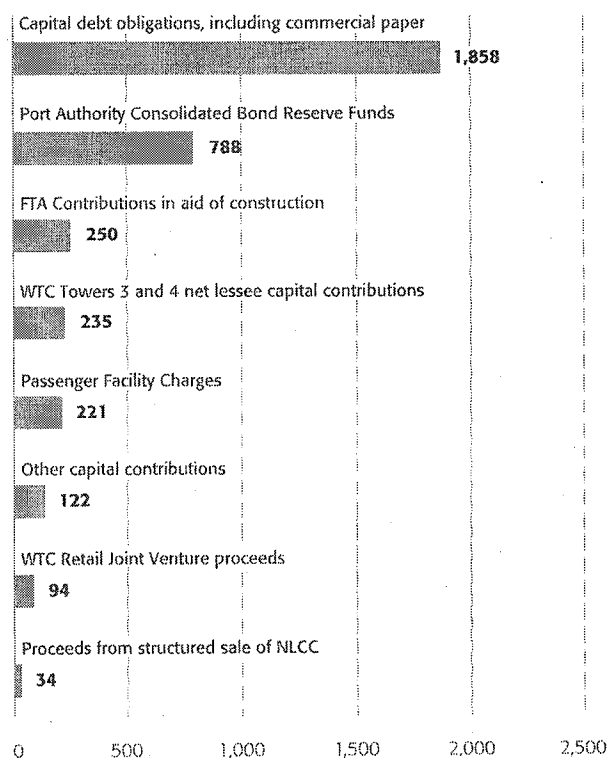 Capital debt obligations, including commercial paper
1,858
Port Authority Consolidated Bond Reserve Funds
788
FTA Contributions in aid of construction
250
WTC Towers 3 and 4 net lessee capital contributions
235
Passenger Facility Charges
221
Other capital contributions
122
WTC Retail Joint Venture proceeds
94
Proceeds from structured sale of NLCC
34
0 500 1,000 1,500 2,000 2,500